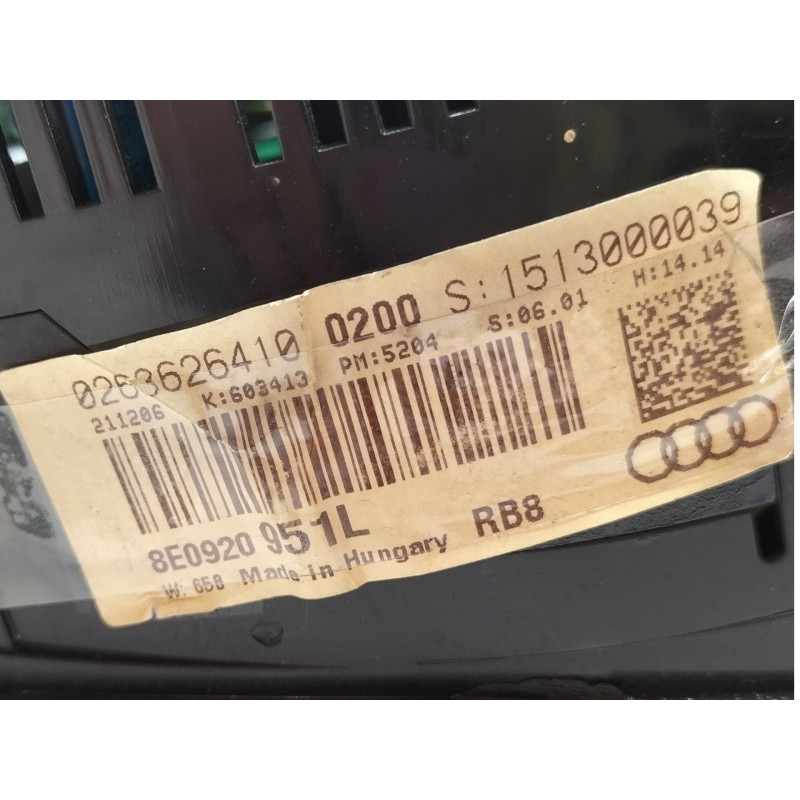 0263626410 0200 S:1513000039
211206 K:603413 PM:5204 S:06.01 H:14.14
8E0920 951L RB8
W: 658 Made in Hungary